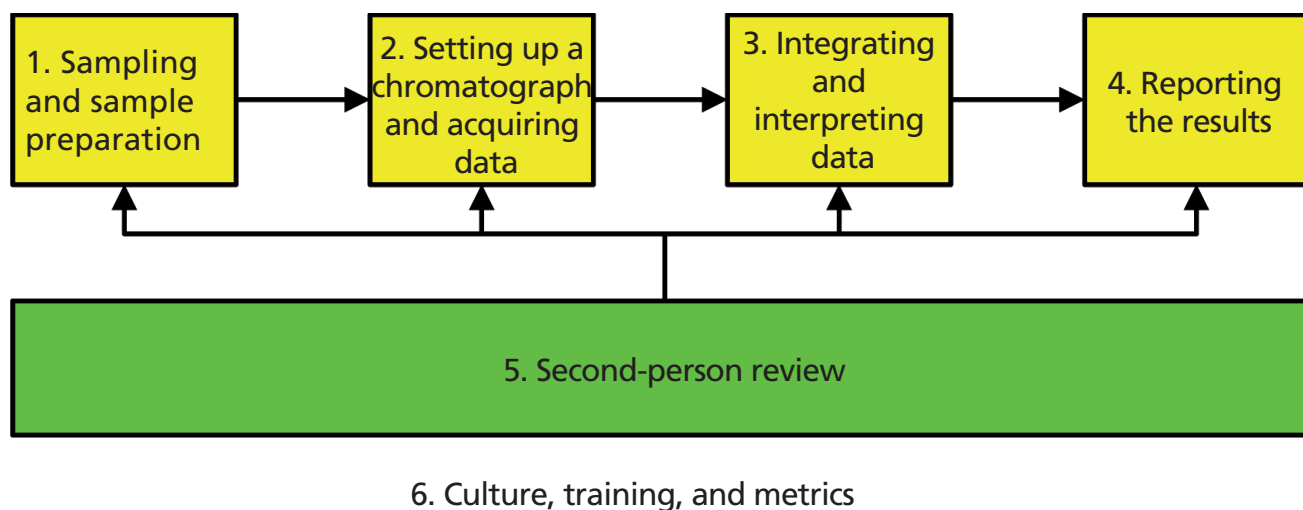 1. Sampling
and sample
preparation
2. Setting up a
chromatograph
and acquiring
data
3. Integrating
and
interpreting
data
4. Reporting
the results
5. Second-person review
6. Culture, training, and metrics